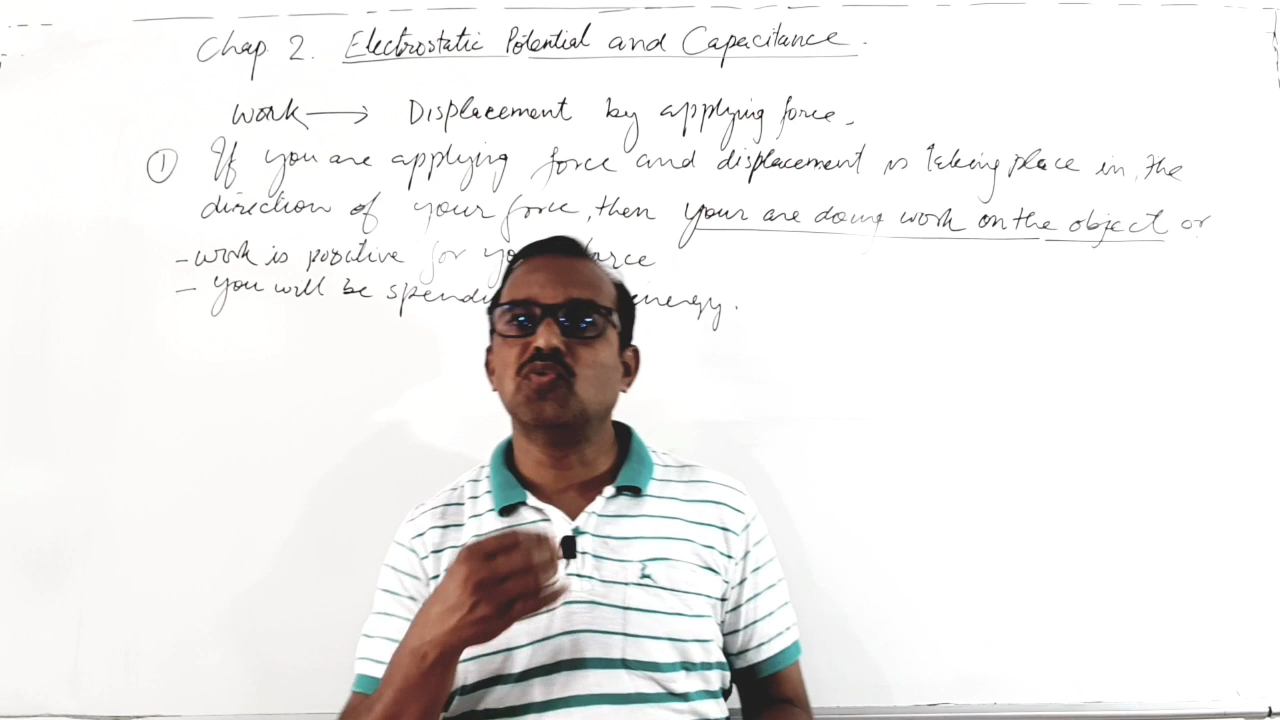 Chap 2. Electrostatic Potential and Capacitance.
work → Displacement by applying force.
① If you are applying force and displacement is taking place in the
direction of your force, then your are doing work on the object or
- work is positive for
- you will be energy.